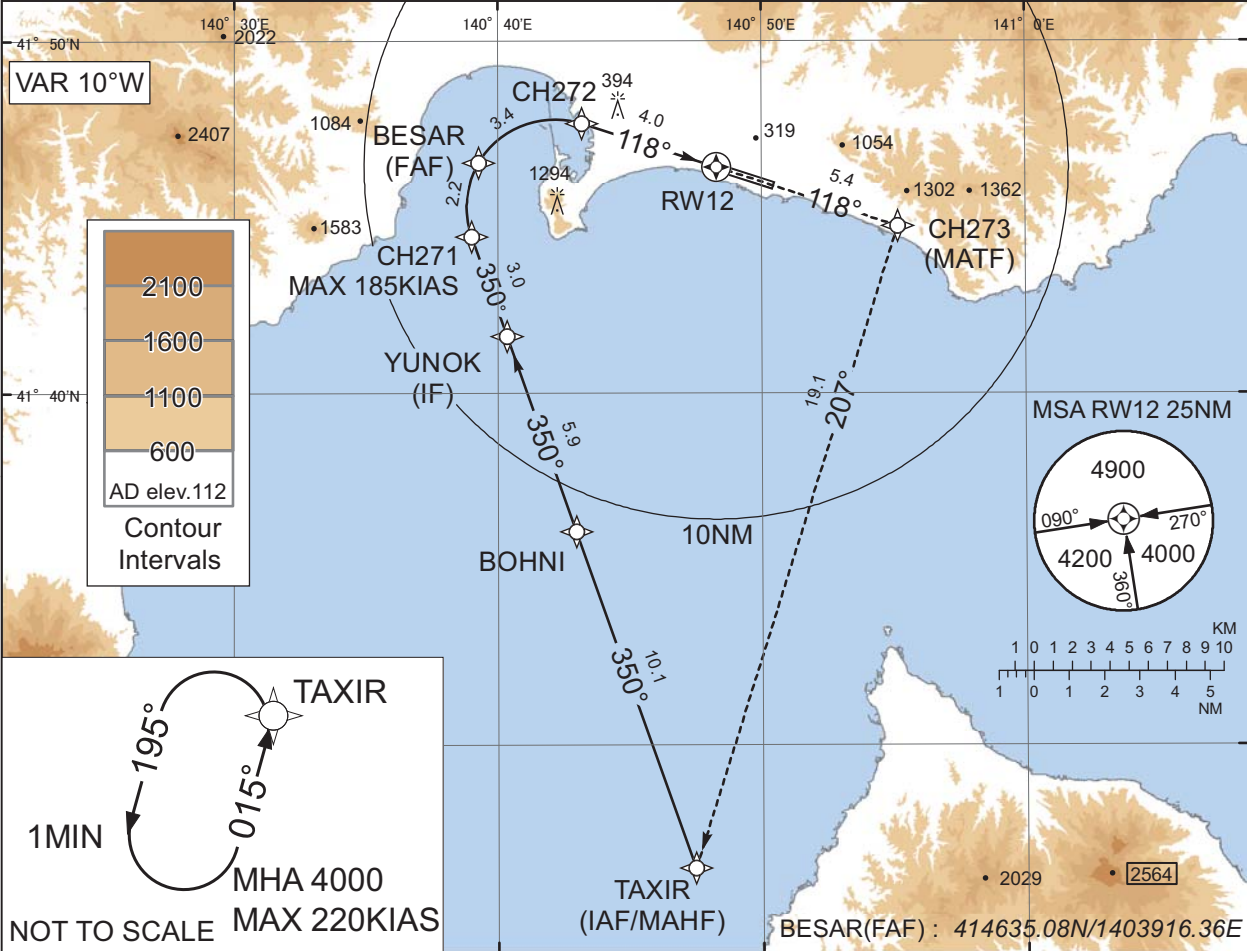 140° 30'E
140° 40'E
140° 50'E
141° 0'E
41° 50'N
2022
VAR 10°W
2407
1084
BESAR
(FAF)
3.4
CH272
394
4.0
118°
319
1054
1294
2.2
RW12
5.4
118°
1302
1362
1583
CH271
MAX 185KIAS
CH273
(MATF)
350°
3.0
2100
1600
1100
600
AD elev.112
Contour
Intervals
YUNOK
(IF)
41° 40'N
19.1
207°
350°
5.9
MSA RW12 25NM
4900
090°
270°
4200
4000
360°
10NM
BOHNI
350°
10.1
KM
1 0 1 2 3 4 5 6 7 8 9 10
1 0 1 2 3 4 5
NM
TAXIR
195°
015°
1MIN
MHA 4000
MAX 220KIAS
NOT TO SCALE
TAXIR
(IAF/MAHF)
2029
2564
BESAR(FAF) : 414635.08N/1403916.36E